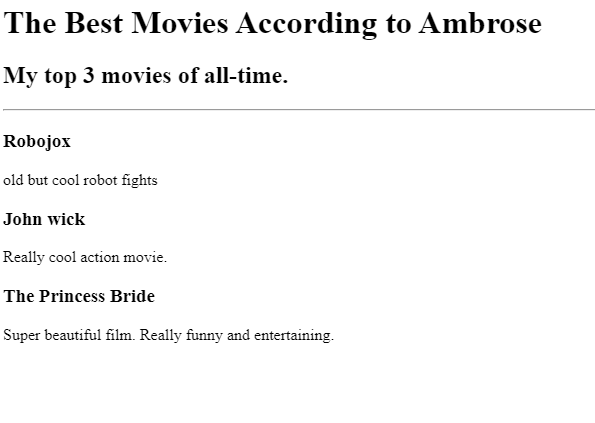 The Best Movies According to Ambrose
My top 3 movies of all-time.
Robojox
old but cool robot fights
John wick
Really cool action movie.
The Princess Bride
Super beautiful film. Really funny and entertaining.